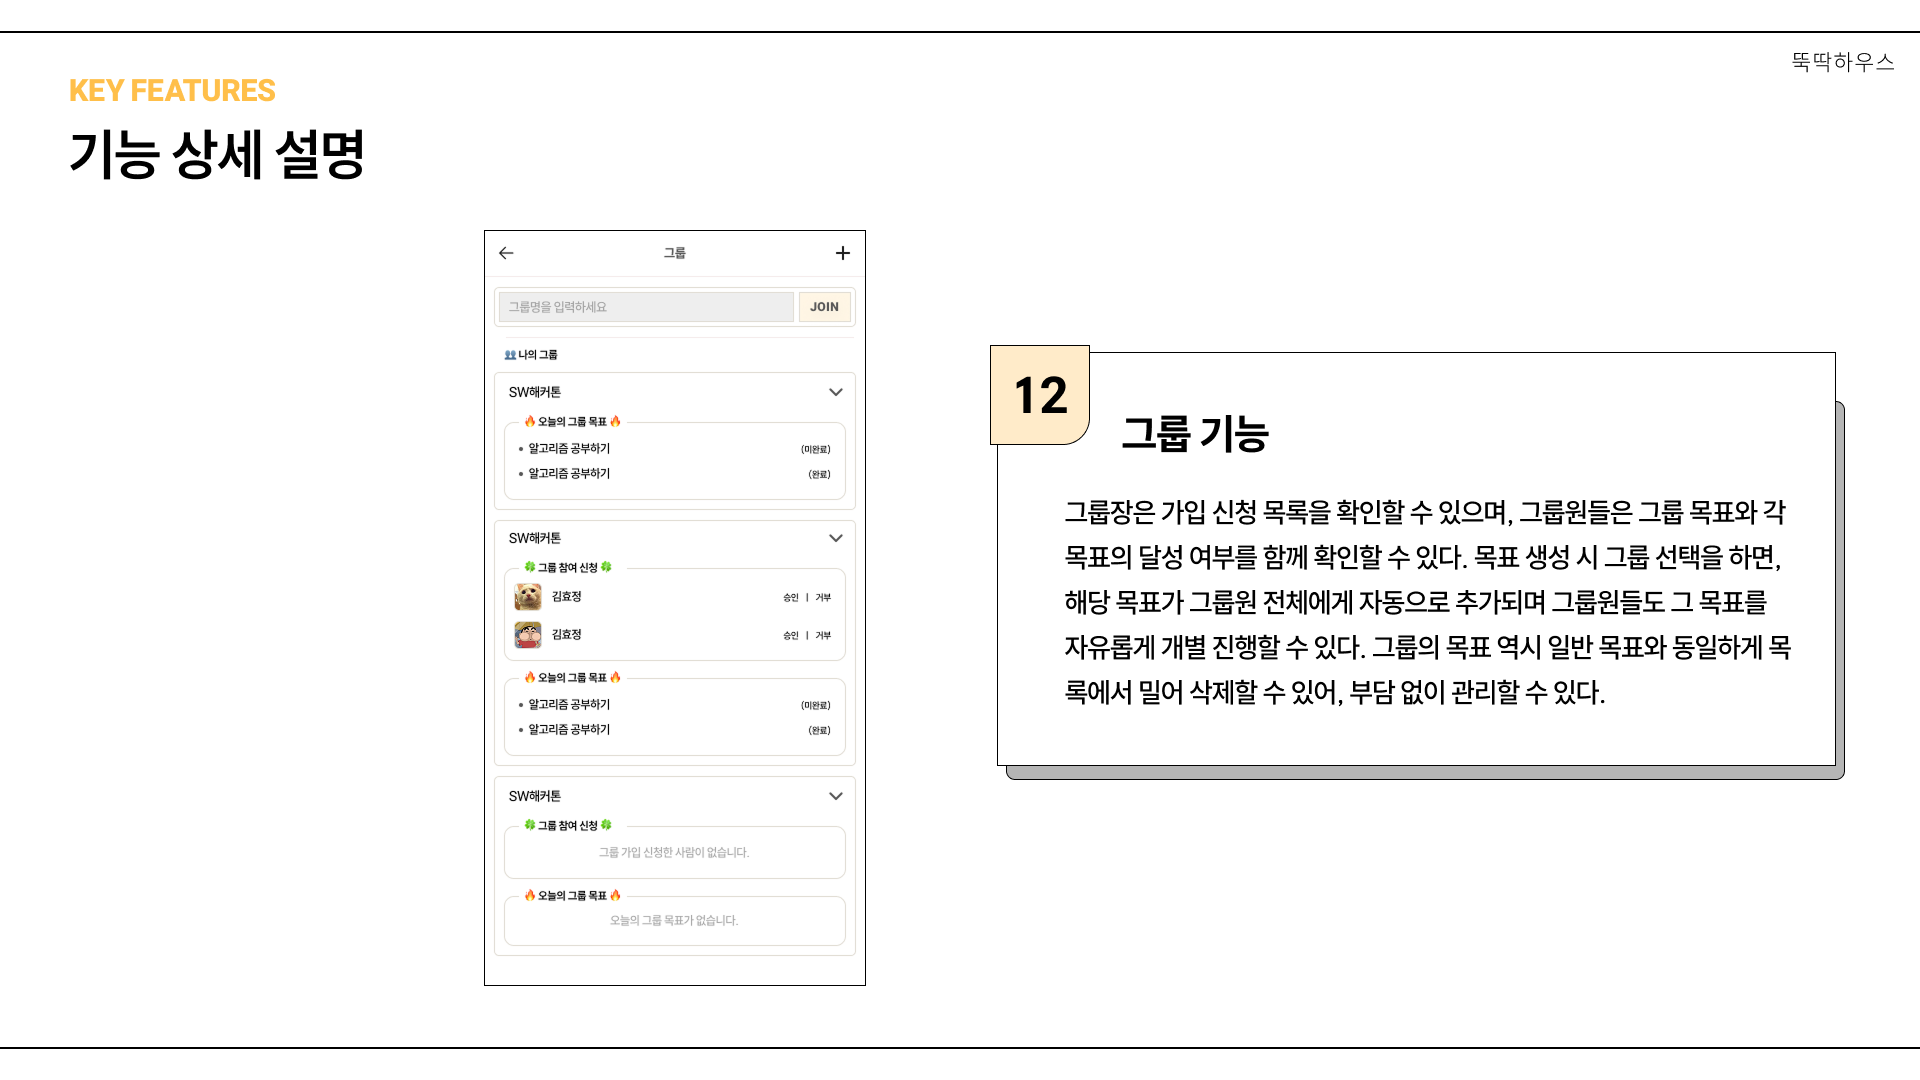 뚝딱하우스
KEY FEATURES
기능 상세 설명
그룹
그룹명을 입력하세요
JOIN
👥 나의 그룹
SW해커톤
🔥 오늘의 그룹 목표 🔥
• 알고리즘 공부하기 (미완료)
• 알고리즘 공부하기 (완료)
SW해커톤
🍀 그룹 참여 신청 🍀
김효정 승인 | 거부
김효정 승인 | 거부
🔥 오늘의 그룹 목표 🔥
• 알고리즘 공부하기 (미완료)
• 알고리즘 공부하기 (완료)
SW해커톤
🍀 그룹 참여 신청 🍀
그룹 가입 신청한 사람이 없습니다.
🔥 오늘의 그룹 목표 🔥
오늘의 그룹 목표가 없습니다.
12
그룹 기능
그룹장은 가입 신청 목록을 확인할 수 있으며, 그룹원들은 그룹 목표와 각
목표의 달성 여부를 함께 확인할 수 있다. 목표 생성 시 그룹 선택을 하면,
해당 목표가 그룹원 전체에게 자동으로 추가되며 그룹원들도 그 목표를
자유롭게 개별 진행할 수 있다. 그룹의 목표 역시 일반 목표와 동일하게 목
록에서 밀어 삭제할 수 있어, 부담 없이 관리할 수 있다.